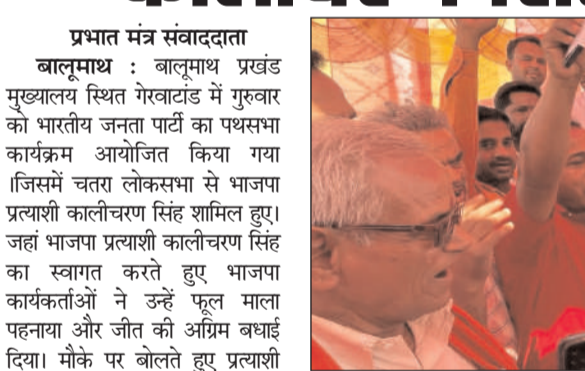 प्रभात मंत्र संवाददाता
बालूमाथ : बालूमाथ प्रखंड
मुख्यालय स्थित गेरवाटांड में गुरुवार
को भारतीय जनता पार्टी का पथसभा
कार्यक्रम आयोजित किया गया
।जिसमें चतरा लोकसभा से भाजपा
प्रत्याशी कालीचरण सिंह शामिल हुए।
जहां भाजपा प्रत्याशी कालीचरण सिंह
का स्वागत करते हुए भाजपा
कार्यकर्ताओं ने उन्हें फूल माला
पहनाया और जीत की अग्रिम बधाई
दिया। मौके पर बोलते हुए प्रत्याशी